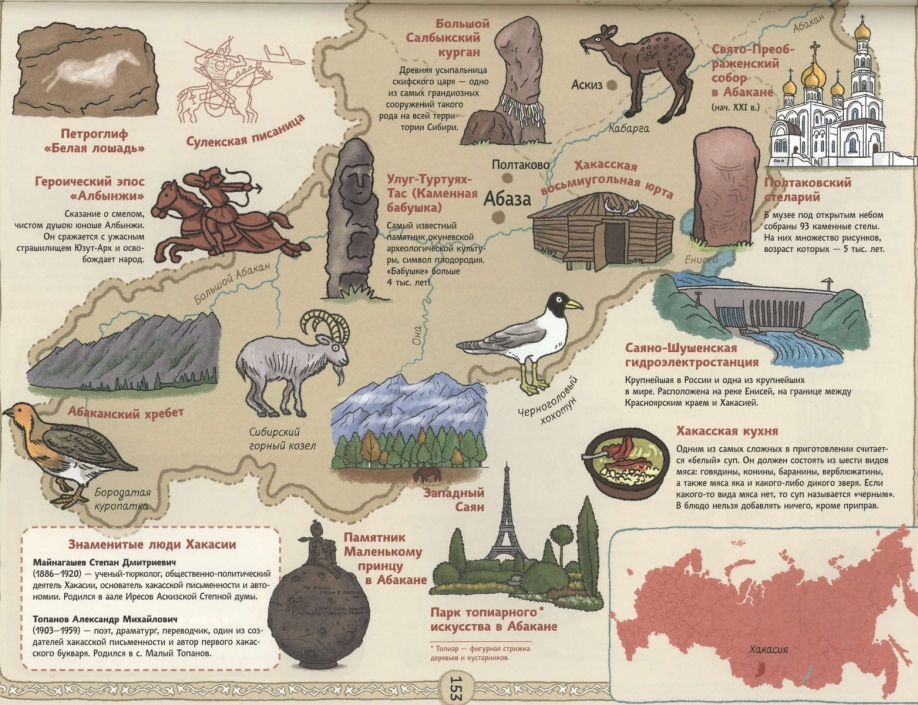 Петроглиф
«Белая лошадь»
Сулекская писаница
Большой
Салбыкский
курган
Древняя усыпальница
скифского царя — одно
из самых грандиозных
сооружений такого
рода на всей терри-
тории Сибири.
Аскиз
Кабарга
Абакан
Свято-Преоб-
раженский
собор
в Абакане
(нач. XXI в.)
Героический эпос
«Албынжи»
Сказание о смелом,
чистом душою юноше Албынжи.
Он сражается с ужасным
страшилищем Юзут-Арх и осво-
бождает народ.
Улуг-Туртуях-
Тас (Каменная
бабушка)
Самый известный
памятник окуневской
археологической культу-
ры, символ плодородия.
«Бабушке» больше
4 тыс. лет!
Полтаково
Абаза
Хакасская
восьмиугольная юрта
Полтаковский
стеларий
В музее под открытым небом
собраны 93 каменные стелы.
На них множество рисунков,
возраст которых — 5 тыс. лет.
Енисей
Большой Абакан
Она
Абаканский хребет
Сибирский
горный козел
Черноголовый
хохотун
Саяно-Шушенская
гидроэлектростанция
Крупнейшая в России и одна из крупнейших
в мире. Расположена на реке Енисей, на границе между
Красноярским краем и Хакасией.
Бородатая
куропатка
Западный
Саян
Хакасская кухня
Одним из самых сложных в приготовлении считает-
ся «белый» суп. Он должен состоять из шести видов
мяса: говядины, конины, баранины, верблюжатины,
а также мяса яка и какого-либо дикого зверя. Если
какого-то вида мяса нет, то суп называется «черным».
В блюдо нельзя добавлять ничего, кроме приправ.
Знаменитые люди Хакасии
Майнагашев Степан Дмитриевич
(1886–1920) — ученый-тюрколог, общественно-политический
деятель Хакасии, основатель хакасской письменности и авто-
номии. Родился в аале Иресов Аскизской Степной думы.
Топанов Александр Михайлович
(1903–1959) — поэт, драматург, переводчик, один из соз-
дателей хакасской письменности и автор первого хакас-
ского букваря. Родился в с. Малый Топанов.
Памятник
Маленькому
принцу
в Абакане
Парк топиарного*
искусства в Абакане
* Топиар — фигурная стрижка
деревьев и кустарников.
Хакасия
153